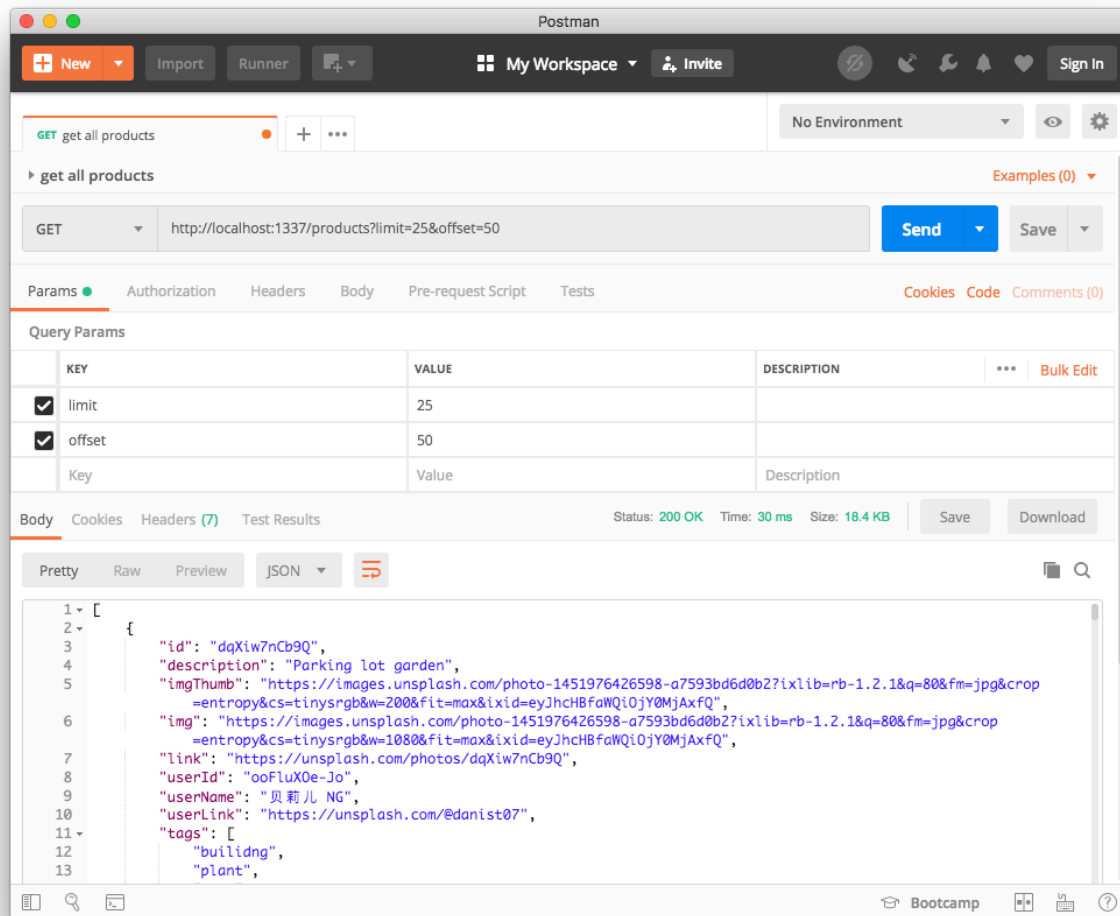 Postman
New Import Runner My Workspace Invite Sign In
GET get all products No Environment
get all products Examples (0)
GET http://localhost:1337/products?limit=25&offset=50 Send Save
Params Authorization Headers Body Pre-request Script Tests Cookies Code Comments (0)
Query Params
KEY VALUE DESCRIPTION Bulk Edit
limit 25
offset 50
Key Value Description
Body Cookies Headers (7) Test Results Status: 200 OK Time: 30 ms Size: 18.4 KB Save Download
Pretty Raw Preview JSON
1 [
2 {
3 "id": "dqXiw7nCb9Q",
4 "description": "Parking lot garden",
5 "imgThumb": "https://images.unsplash.com/photo-1451976426598-a7593bd6d0b2?ixlib=rb-1.2.1&q=80&fm=jpg&crop
=entropy&cs=tinysrgb&w=200&fit=max&ixid=eyJhcHBfaWQiOjY0MjAxfQ",
6 "img": "https://images.unsplash.com/photo-1451976426598-a7593bd6d0b2?ixlib=rb-1.2.1&q=80&fm=jpg&crop
=entropy&cs=tinysrgb&w=1080&fit=max&ixid=eyJhcHBfaWQiOjY0MjAxfQ",
7 "link": "https://unsplash.com/photos/dqXiw7nCb9Q",
8 "userId": "ooFluXOe-Jo",
9 "userName": "贝莉儿 NG",
10 "userLink": "https://unsplash.com/@danist07",
11 "tags": [
12 "builidng",
13 "plant",
Bootcamp